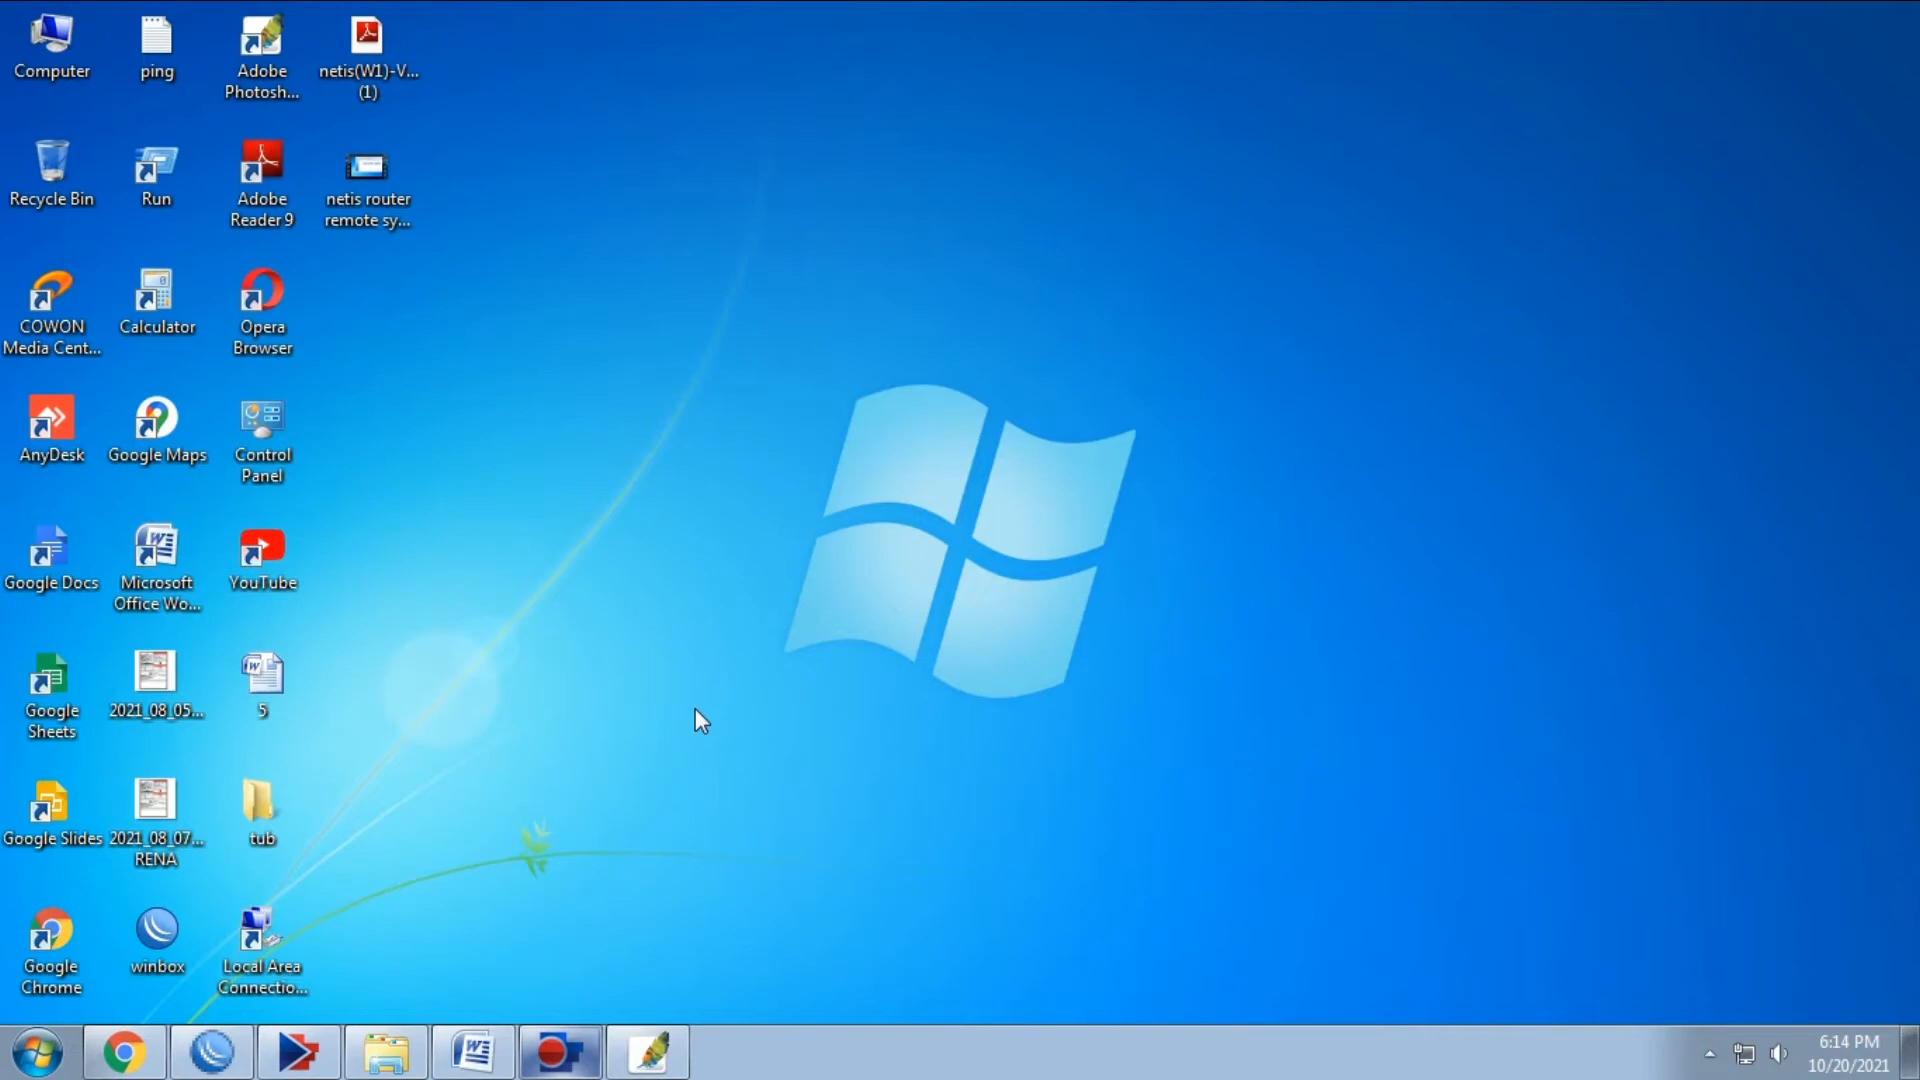 Computer
ping
Adobe
Photosh...
netis(W1)-V...
(1)
Recycle Bin
Run
Adobe
Reader 9
netis router
remote sy...
COWON
Media Cent...
Calculator
Opera
Browser
AnyDesk
Google Maps
Control
Panel
Google Docs
Microsoft
Office Wo...
YouTube
Google
Sheets
2021_08_05...
5
Google Slides
2021_08_07...
RENA
tub
Google
Chrome
winbox
Local Area
Connectio...
6:14 PM
10/20/2021